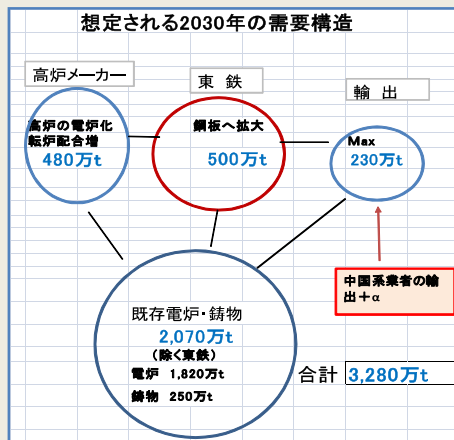 想定される2030年の需要構造
高炉メーカー
東 鉄
輸 出
高炉の電炉化
転炉配合増
480万t
鋼板へ拡大
500万t
Max
230万t
中国系業者の輸
出+α
既存電炉・鋳物
2,070万t
(除く東鉄)
電炉 1,820万t
鋳物 250万t
合計 3,280万t